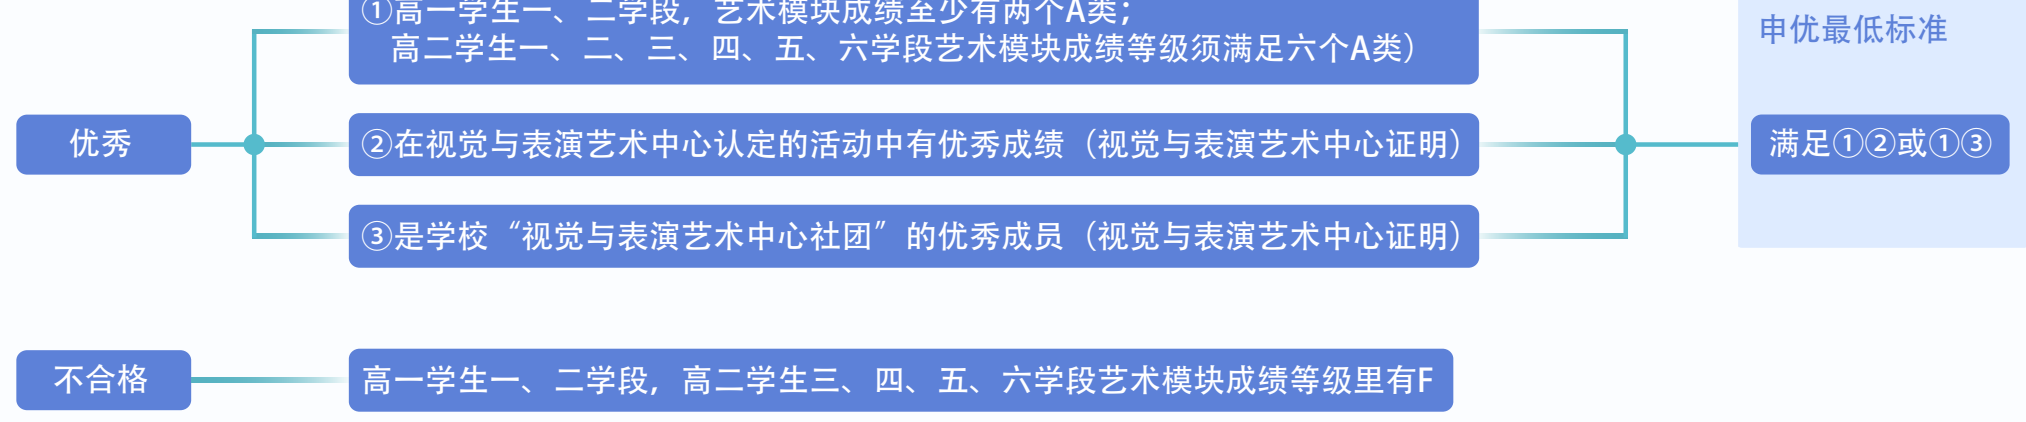 ①高一学生一、二学段，艺术模块成绩至少有两个A类；
高二学生一、二、三、四、五、六学段艺术模块成绩等级须满足六个A类）
申优最低标准
优秀
②在视觉与表演艺术中心认定的活动中有优秀成绩（视觉与表演艺术中心证明）
满足①②或①③
③是学校“视觉与表演艺术中心社团”的优秀成员（视觉与表演艺术中心证明）
不合格
高一学生一、二学段，高二学生三、四、五、六学段艺术模块成绩等级里有F